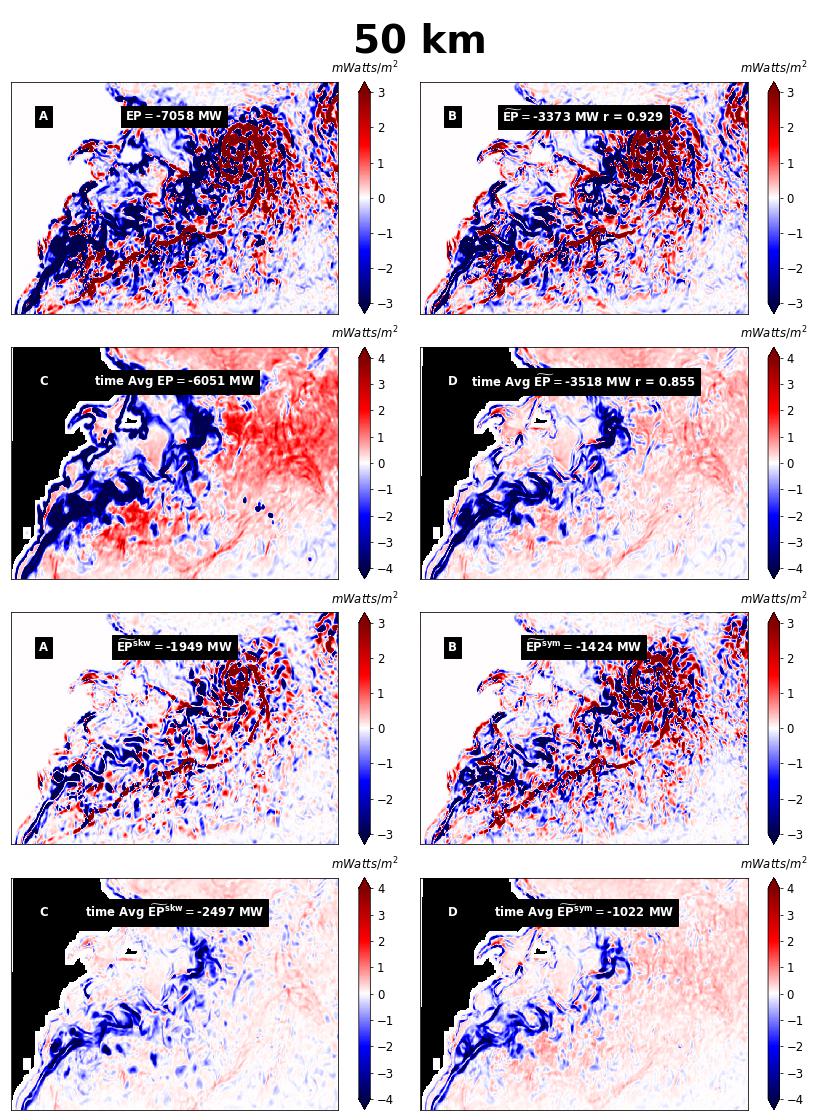 50 km
mWatts/m²
mWatts/m²
A
EP = -7058 MW
3
2
1
0
−1
−2
−3
B
E͠P = -3373 MW r = 0.929
3
2
1
0
−1
−2
−3
mWatts/m²
mWatts/m²
C
time Avg EP = -6051 MW
4
3
2
1
0
−1
−2
−3
−4
D
time Avg E͠P = -3518 MW r = 0.855
4
3
2
1
0
−1
−2
−3
−4
mWatts/m²
mWatts/m²
A
E͠P^skw = -1949 MW
3
2
1
0
−1
−2
−3
B
E͠P^sym = -1424 MW
3
2
1
0
−1
−2
−3
mWatts/m²
mWatts/m²
C
time Avg E͠P^skw = -2497 MW
4
3
2
1
0
−1
−2
−3
−4
D
time Avg E͠P^sym = -1022 MW
4
3
2
1
0
−1
−2
−3
−4